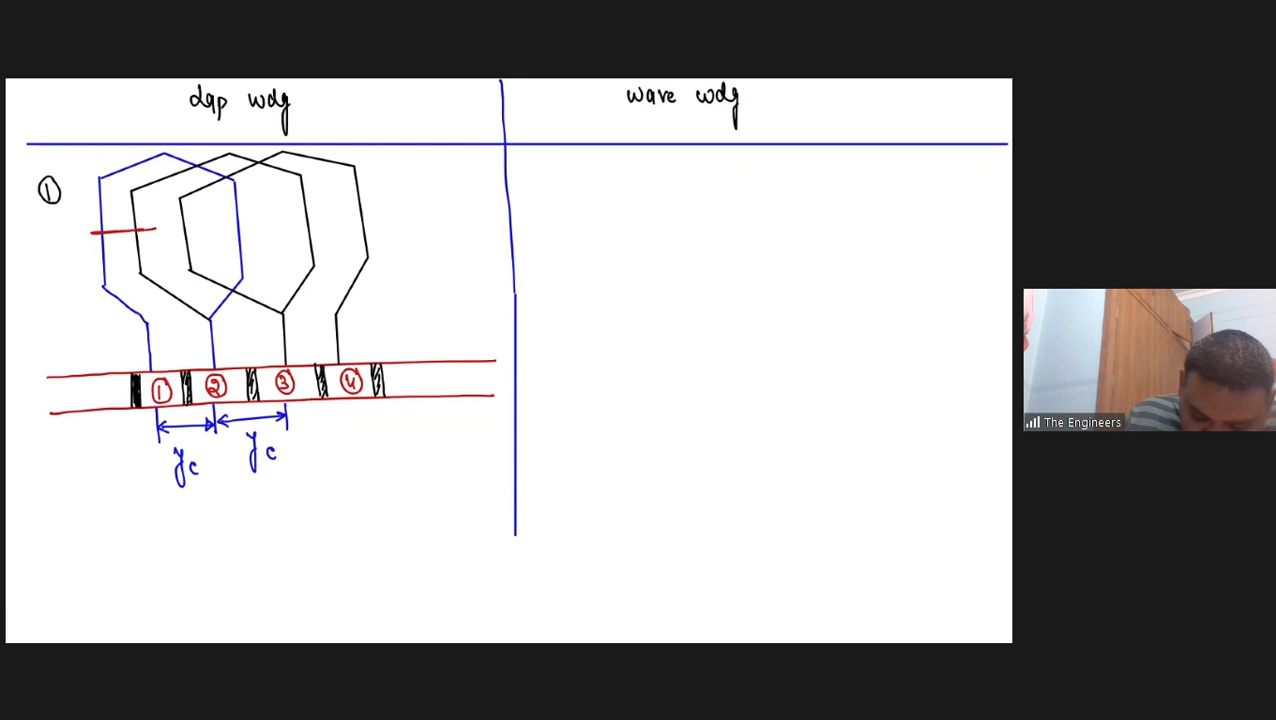 Lap wdg
wave wdg
①
① ② ③ ④
yc yc
The Engineers